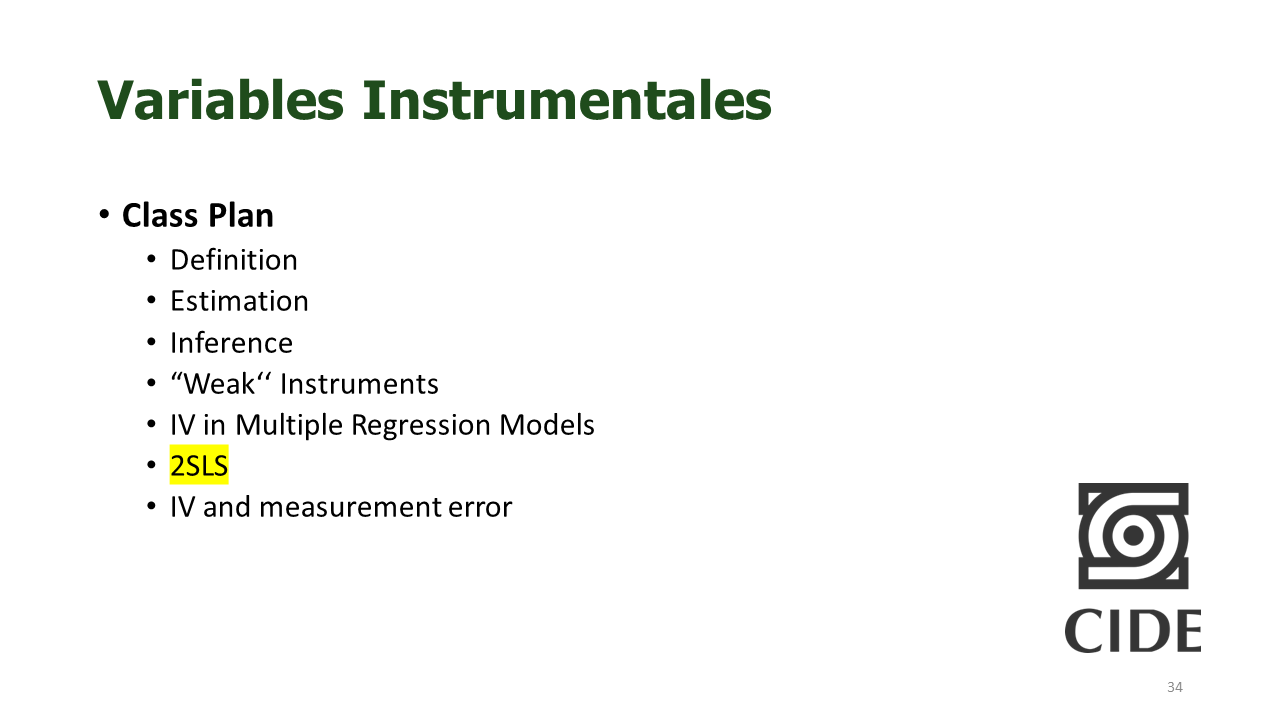 Variables Instrumentales
• Class Plan
• Definition
• Estimation
• Inference
• “Weak‘‘ Instruments
• IV in Multiple Regression Models
• 2SLS
• IV and measurement error
CIDE
34